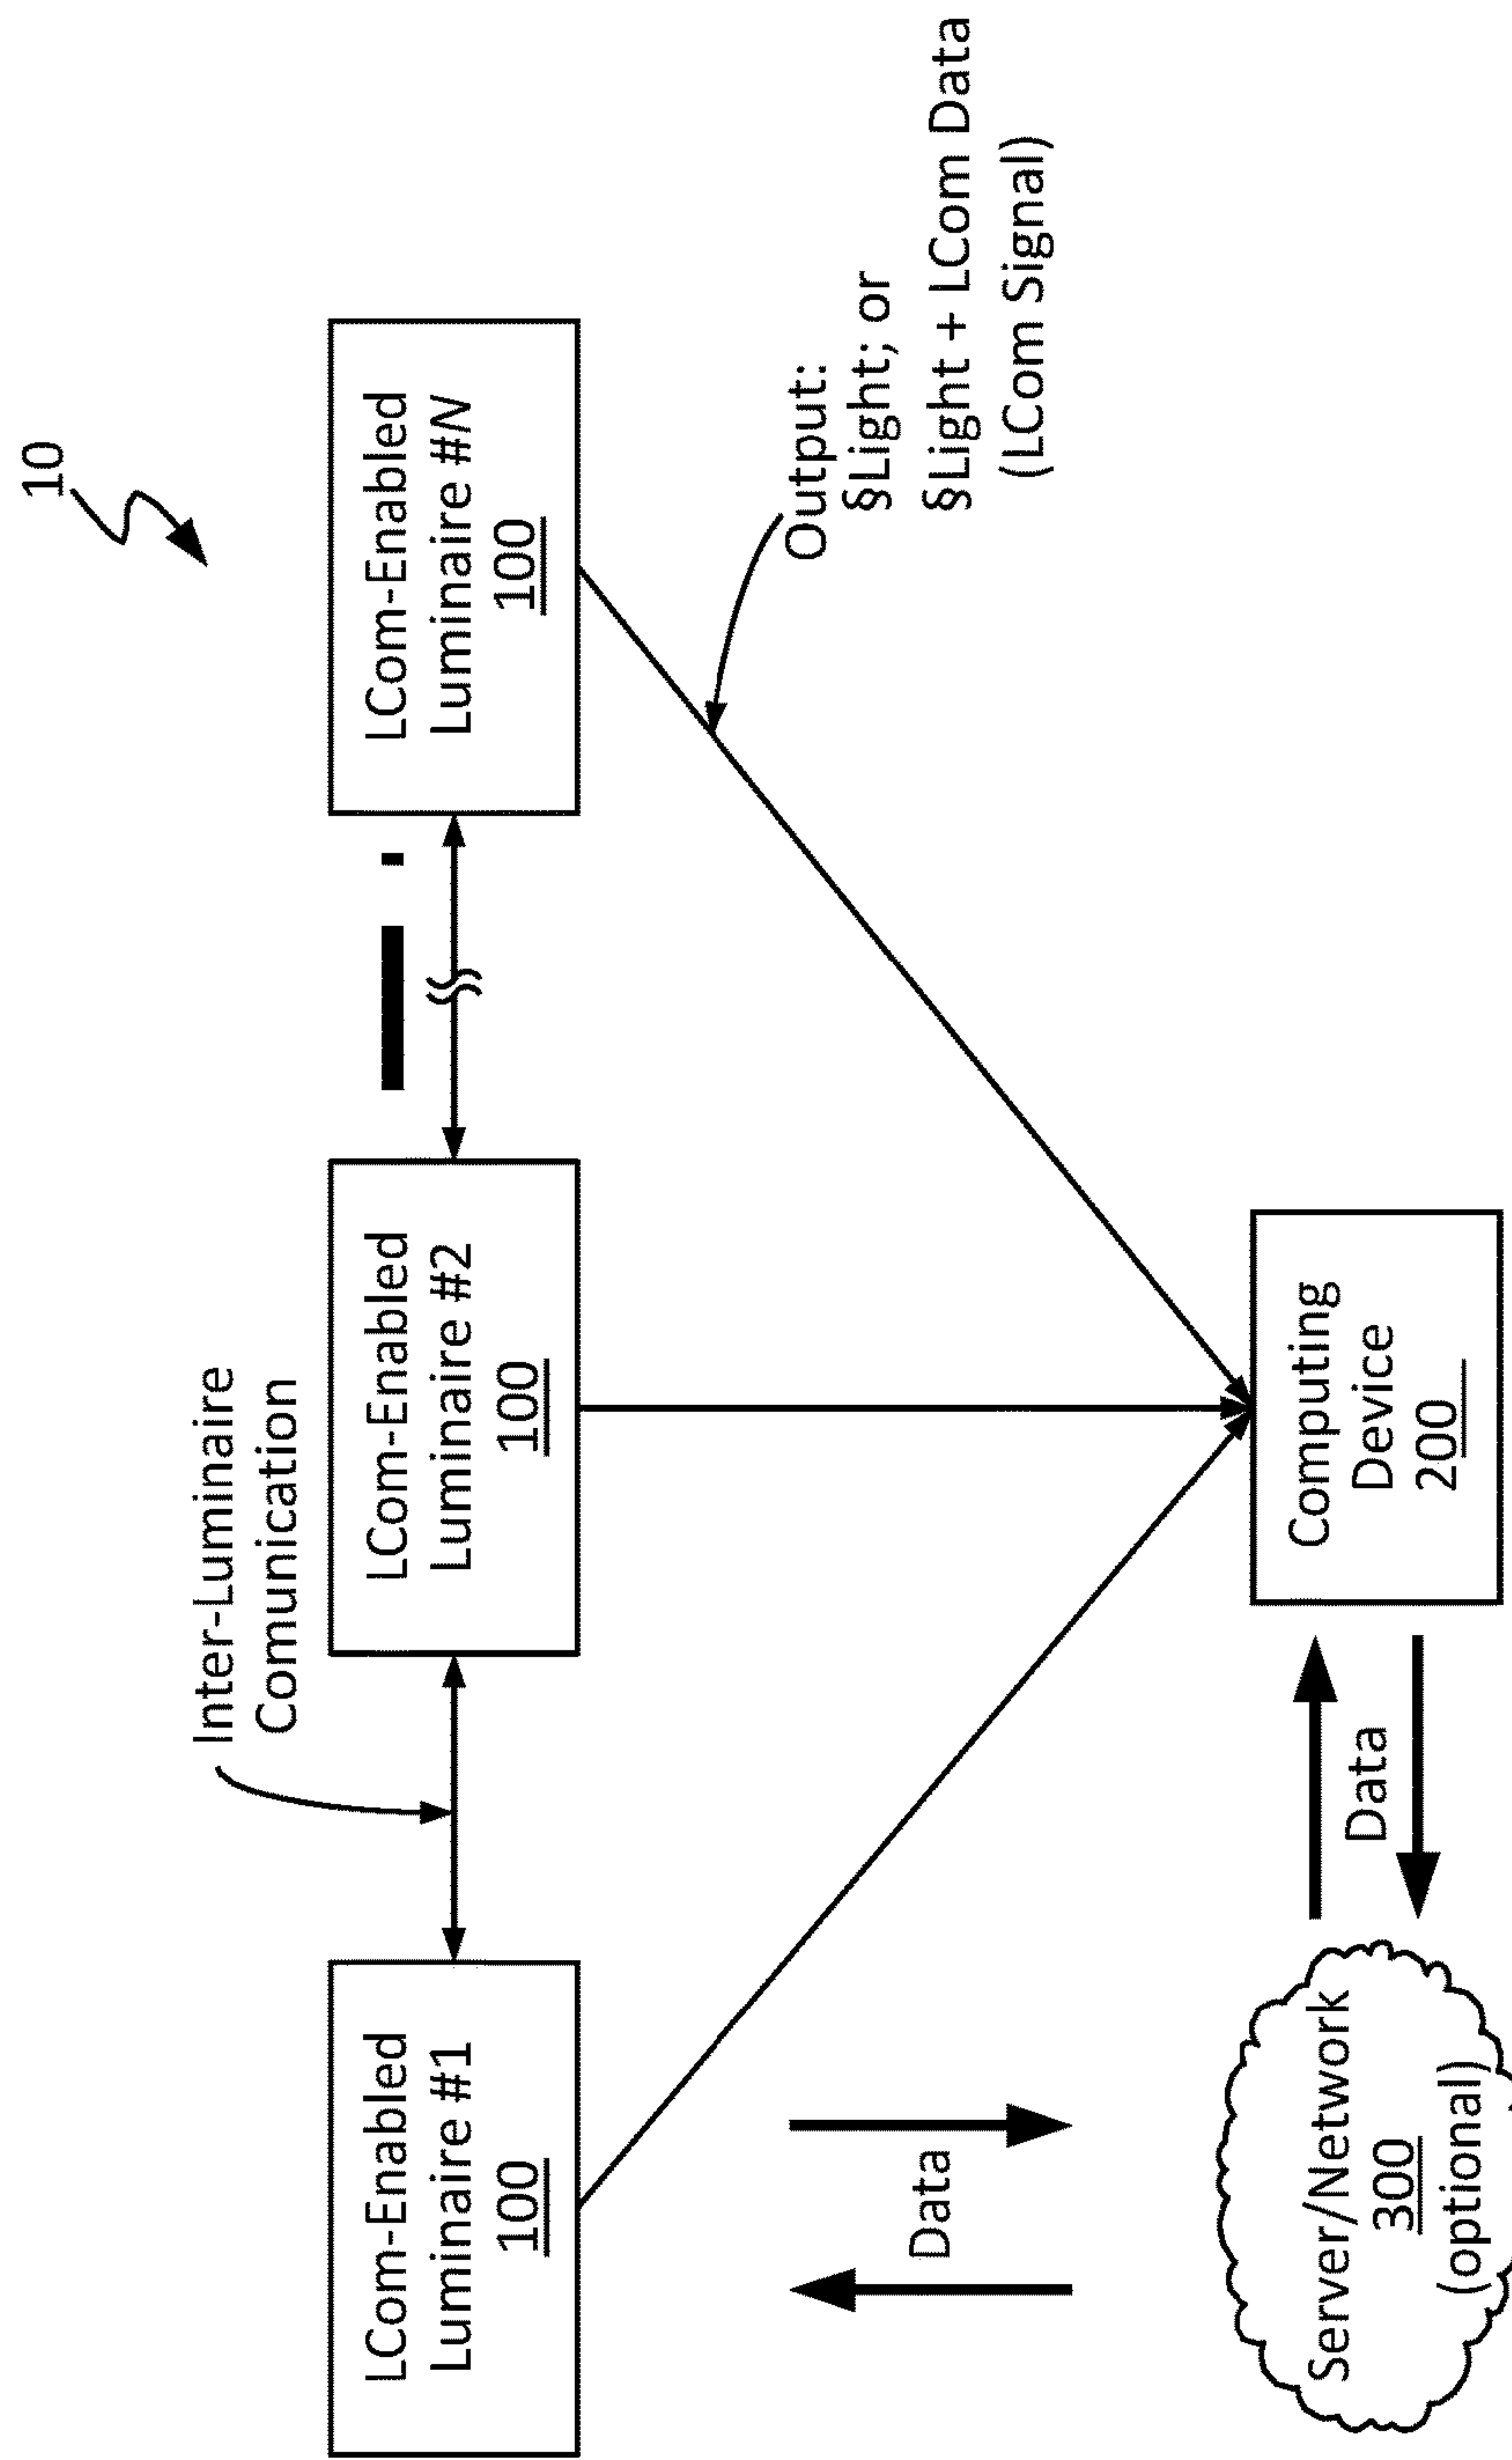 10
Inter-Luminaire
Comunication
LCom-Enabled
Luminaire #1
100
LCom-Enabled
Luminaire #2
100
LCom-Enabled
Luminaire #N
100
Output:
§Light; or
§Light + LCom Data
(LCom Signal)
Data
Server/Network
300
(optional)
Data
Computing
Device
200